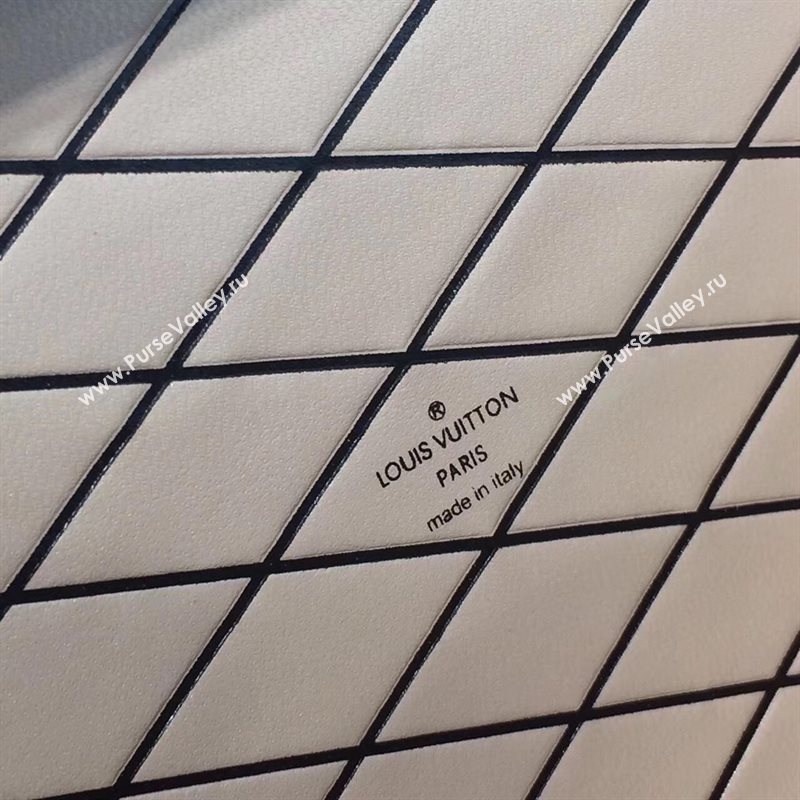 www.PurseValley.ru
www.PurseValley.ru
®
LOUIS VUITTON
PARIS
made in italy